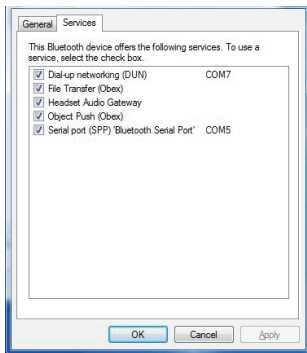 General Services
This Bluetooth device offers the following services. To use a
service, select the check box.
Dial-up networking (DUN) COM7
File Transfer (Obex)
Headset Audio Gateway
Object Push (Obex)
Serial port (SPP) 'Bluetooth Serial Port' COM5
OK Cancel Apply